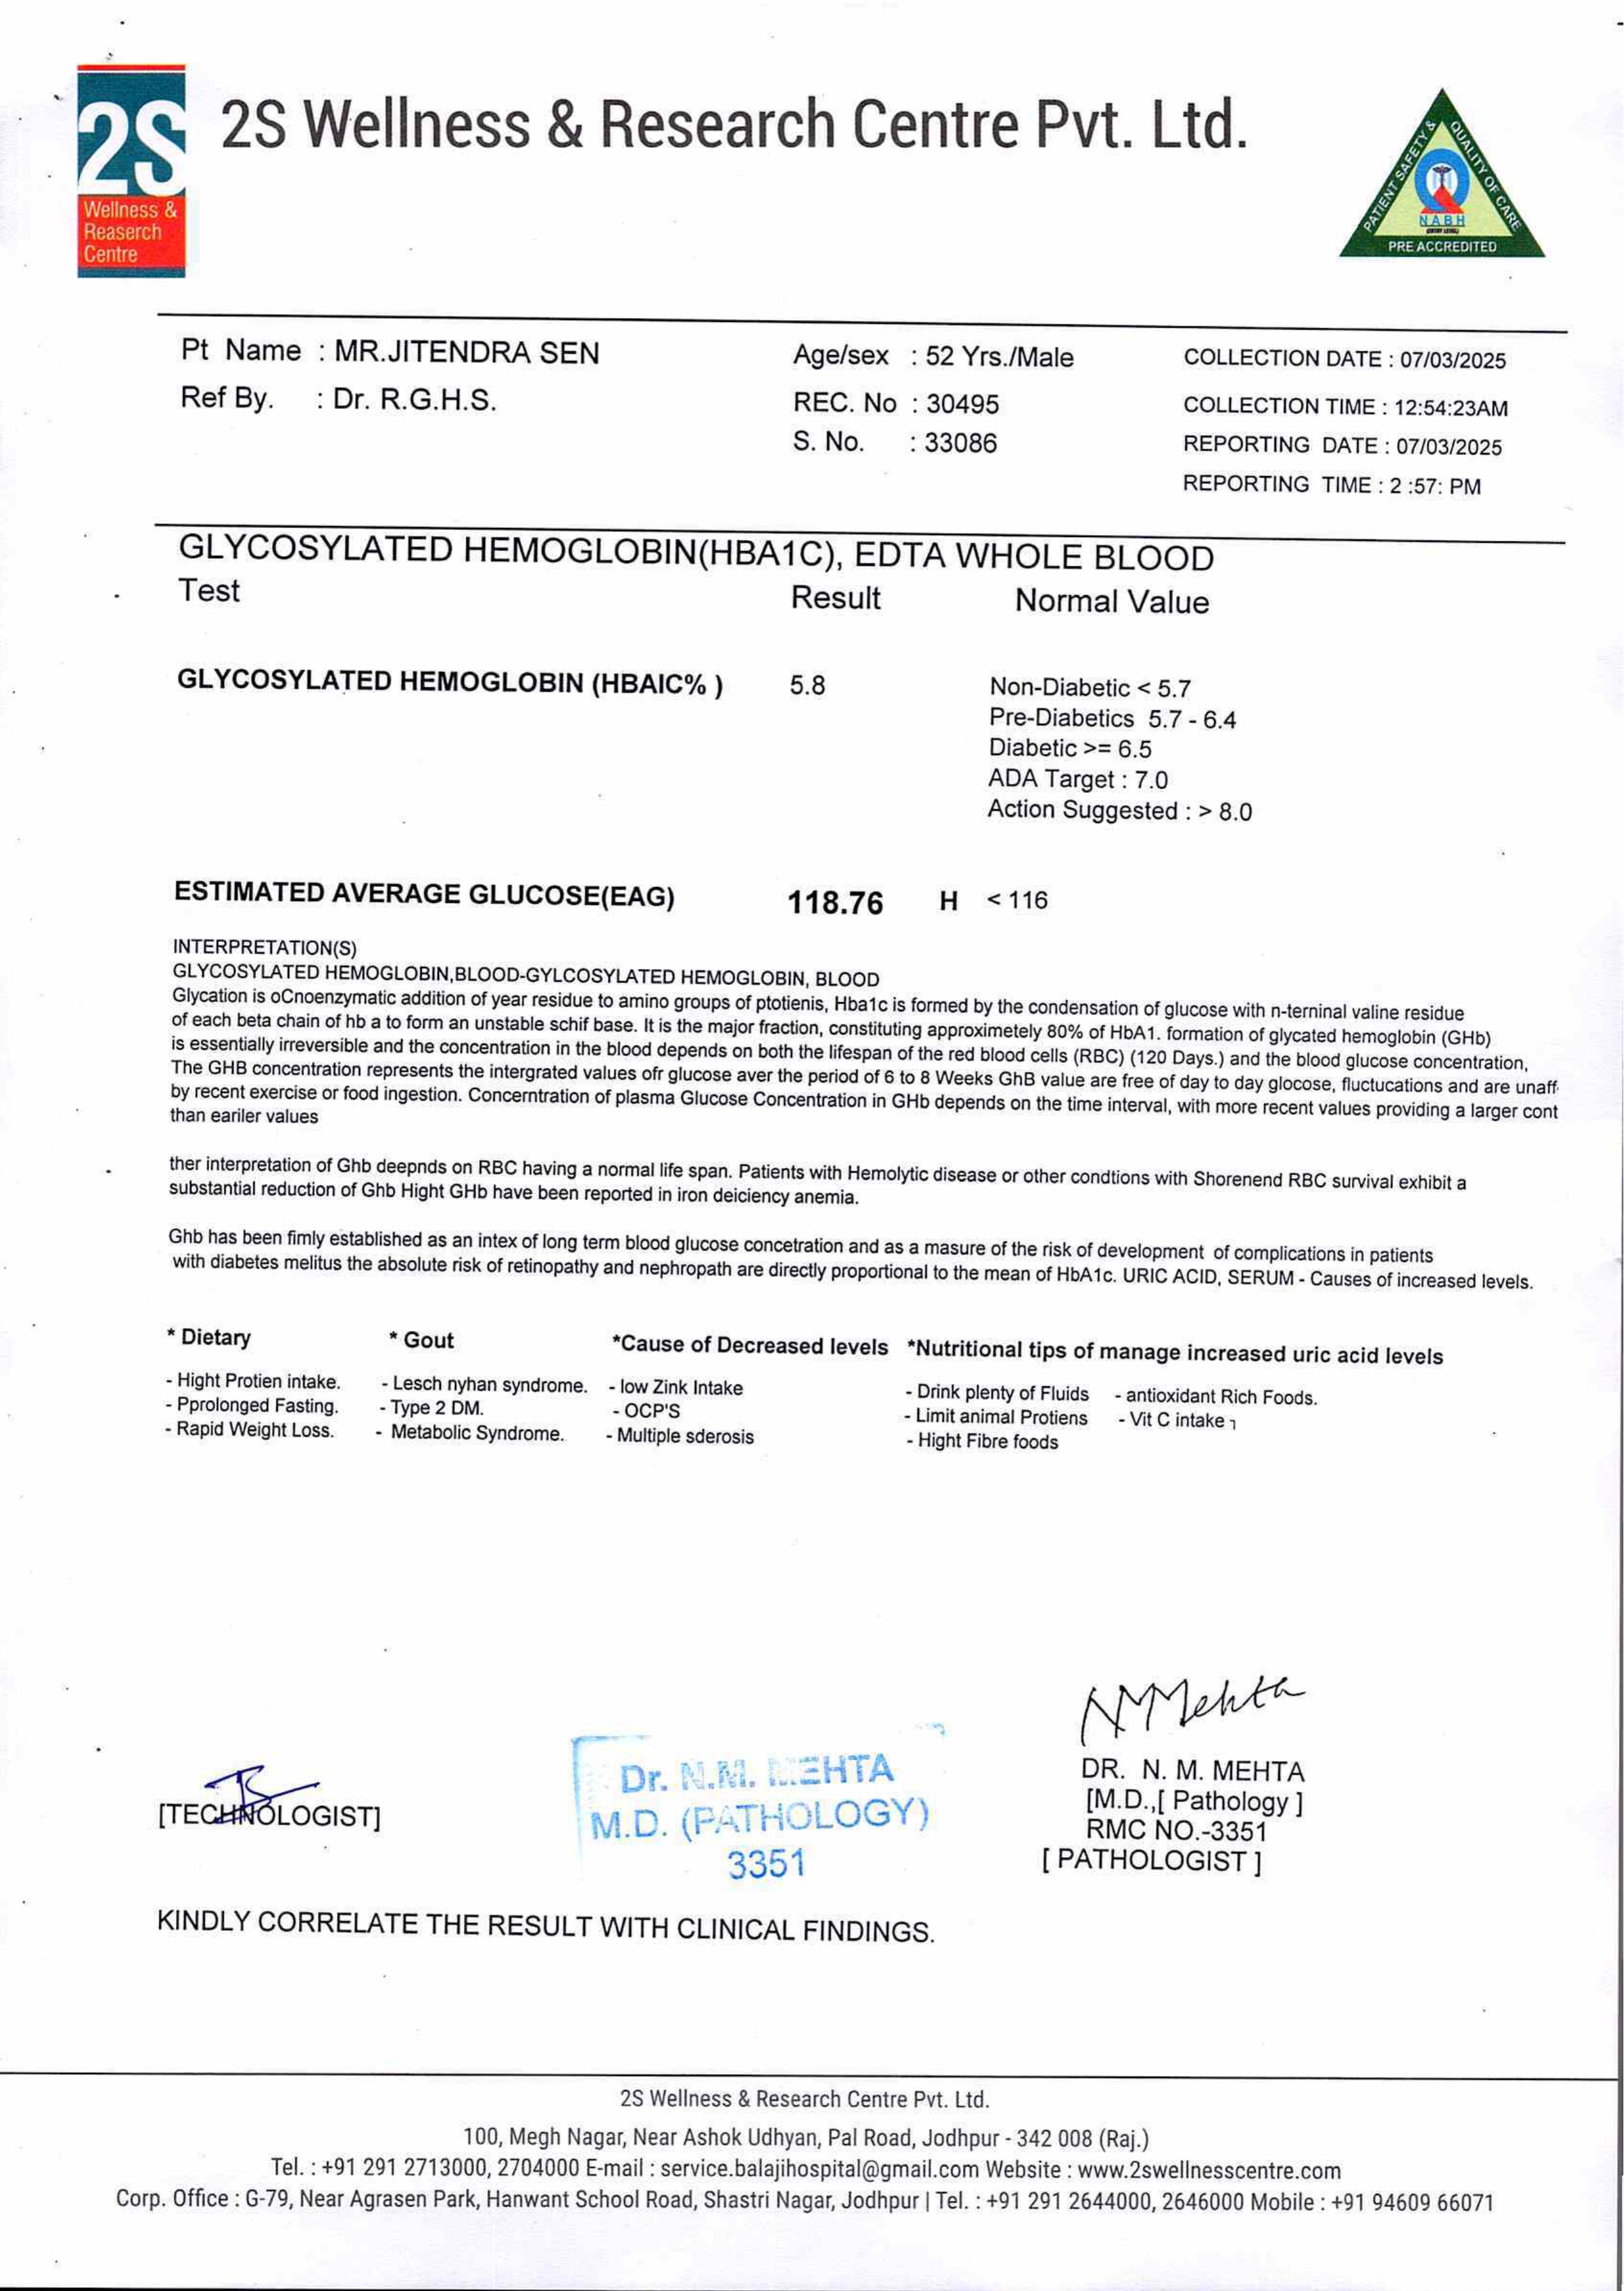 2S
Wellness &
Reaserch
Centre
2S Wellness & Research Centre Pvt. Ltd.
PATIENT SAFETY & QUALITY OF CARE
NABH
PRE ACCREDITED
Pt Name : MR.JITENDRA SEN Age/sex : 52 Yrs./Male COLLECTION DATE : 07/03/2025
Ref By. : Dr. R.G.H.S. REC. No : 30495 COLLECTION TIME : 12:54:23AM
S. No. : 33086 REPORTING DATE : 07/03/2025
REPORTING TIME : 2 :57: PM
GLYCOSYLATED HEMOGLOBIN(HBA1C), EDTA WHOLE BLOOD
Test Result Normal Value
GLYCOSYLATED HEMOGLOBIN (HBAIC% ) 5.8 Non-Diabetic < 5.7
Pre-Diabetics 5.7 - 6.4
Diabetic >= 6.5
ADA Target : 7.0
Action Suggested : > 8.0
ESTIMATED AVERAGE GLUCOSE(EAG) 118.76 H < 116
INTERPRETATION(S)
GLYCOSYLATED HEMOGLOBIN,BLOOD-GYLCOSYLATED HEMOGLOBIN, BLOOD
Glycation is oCnoenzymatic addition of year residue to amino groups of ptotienis, Hba1c is formed by the condensation of glucose with n-terninal valine residue
of each beta chain of hb a to form an unstable schif base. It is the major fraction, constituting approximetely 80% of HbA1. formation of glycated hemoglobin (GHb)
is essentially irreversible and the concentration in the blood depends on both the lifespan of the red blood cells (RBC) (120 Days.) and the blood glucose concentration,
The GHB concentration represents the intergrated values ofr glucose aver the period of 6 to 8 Weeks GhB value are free of day to day glocose, fluctucations and are unaff
by recent exercise or food ingestion. Concerntration of plasma Glucose Concentration in GHb depends on the time interval, with more recent values providing a larger cont
than eariler values
ther interpretation of Ghb deepnds on RBC having a normal life span. Patients with Hemolytic disease or other condtions with Shorenend RBC survival exhibit a
substantial reduction of Ghb Hight GHb have been reported in iron deiciency anemia.
Ghb has been fimly established as an intex of long term blood glucose concetration and as a masure of the risk of development of complications in patients
with diabetes melitus the absolute risk of retinopathy and nephropath are directly proportional to the mean of HbA1c. URIC ACID, SERUM - Causes of increased levels.
* Dietary * Gout *Cause of Decreased levels *Nutritional tips of manage increased uric acid levels
- Hight Protien intake. - Lesch nyhan syndrome. - low Zink Intake - Drink plenty of Fluids - antioxidant Rich Foods.
- Pprolonged Fasting. - Type 2 DM. - OCP'S - Limit animal Protiens - Vit C intake
- Rapid Weight Loss. - Metabolic Syndrome. - Multiple sderosis - Hight Fibre foods
NMMehta
[TECHNOLOGIST]
Dr. N.M. MEHTA
M.D. (PATHOLOGY)
3351
DR. N. M. MEHTA
[M.D.,[ Pathology ]
RMC NO.-3351
[ PATHOLOGIST ]
KINDLY CORRELATE THE RESULT WITH CLINICAL FINDINGS.
2S Wellness & Research Centre Pvt. Ltd.
100, Megh Nagar, Near Ashok Udhyan, Pal Road, Jodhpur - 342 008 (Raj.)
Tel. : +91 291 2713000, 2704000 E-mail : service.balajihospital@gmail.com Website : www.2swellnesscentre.com
Corp. Office : G-79, Near Agrasen Park, Hanwant School Road, Shastri Nagar, Jodhpur | Tel. : +91 291 2644000, 2646000 Mobile : +91 94609 66071